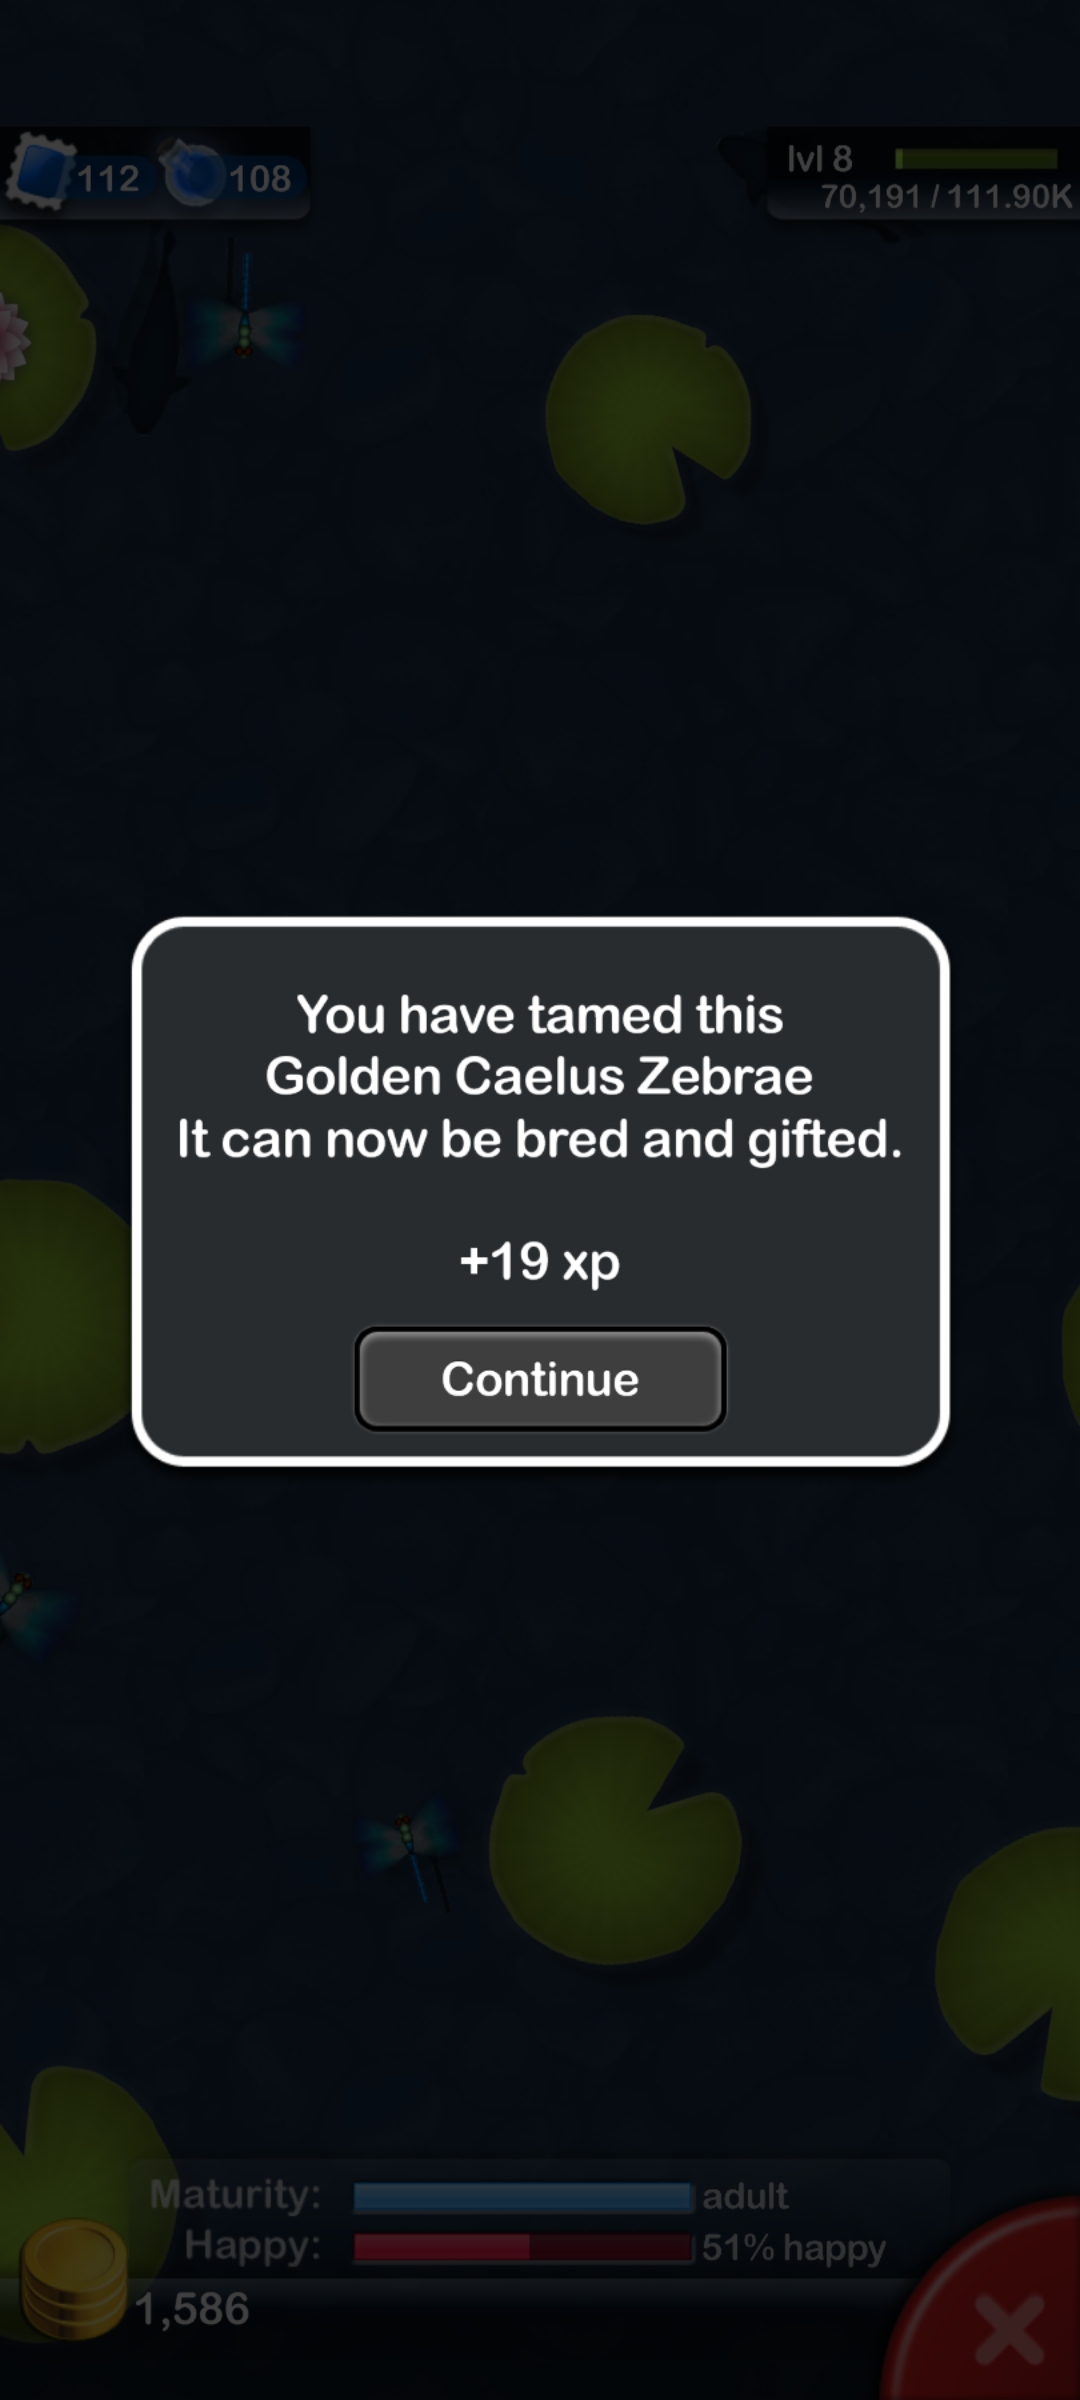 112 108
lvl 8
70,191 / 111.90K
You have tamed this
Golden Caelus Zebrae
It can now be bred and gifted.
+19 xp
Continue
Maturity: adult
Happy: 51% happy
1,586